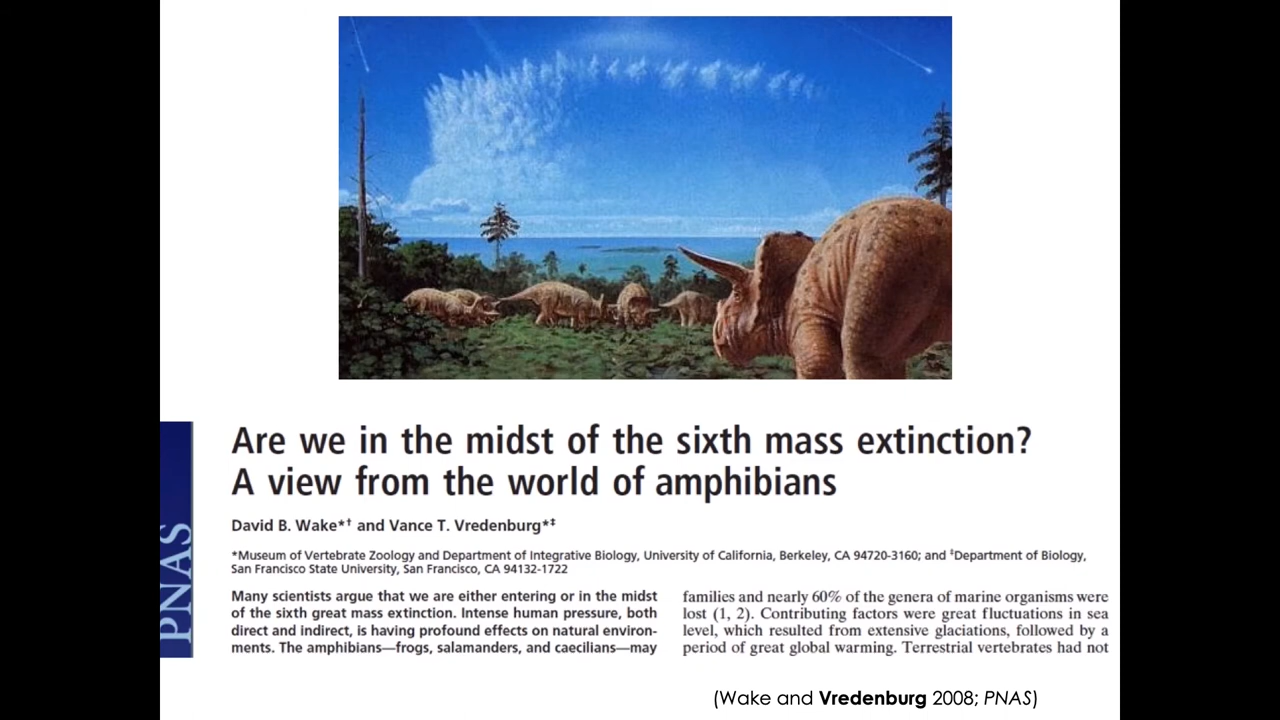 Are we in the midst of the sixth mass extinction?
A view from the world of amphibians
David B. Wake*† and Vance T. Vredenburg*‡
*Museum of Vertebrate Zoology and Department of Integrative Biology, University of California, Berkeley, CA 94720-3160; and ‡Department of Biology,
San Francisco State University, San Francisco, CA 94132-1722
Many scientists argue that we are either entering or in the midst
of the sixth great mass extinction. Intense human pressure, both
direct and indirect, is having profound effects on natural environ-
ments. The amphibians—frogs, salamanders, and caecilians—may
families and nearly 60% of the genera of marine organisms were
lost (1, 2). Contributing factors were great fluctuations in sea
level, which resulted from extensive glaciations, followed by a
period of great global warming. Terrestrial vertebrates had not
PNAS
(Wake and Vredenburg 2008; PNAS)